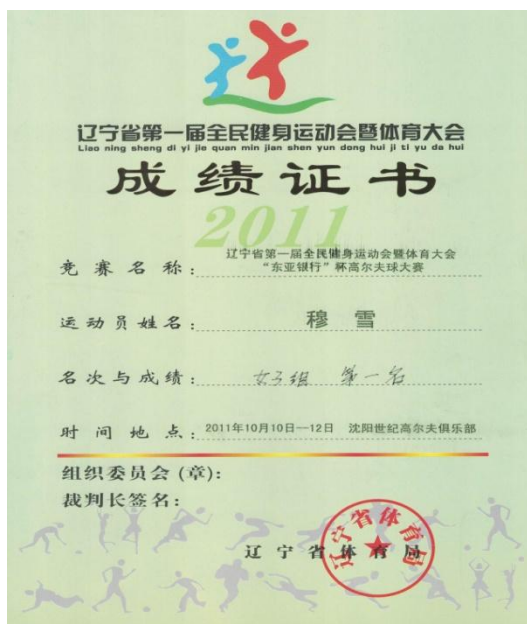 辽宁省第一届全民健身运动会暨体育大会
Liao ning sheng di yi jie quan min jian shen yun dong hui ji ti yu da hui
成绩证书
2011
竞赛名称:辽宁省第一届全民健身运动会暨体育大会
“东亚银行”杯高尔夫球大赛
运动员姓名:穆雪
名次与成绩:女子组 第一名
时间地点:2011年10月10日—12日 沈阳世纪高尔夫俱乐部
组织委员会(章):
裁判长签名:
辽宁省体育局
辽宁省体育局